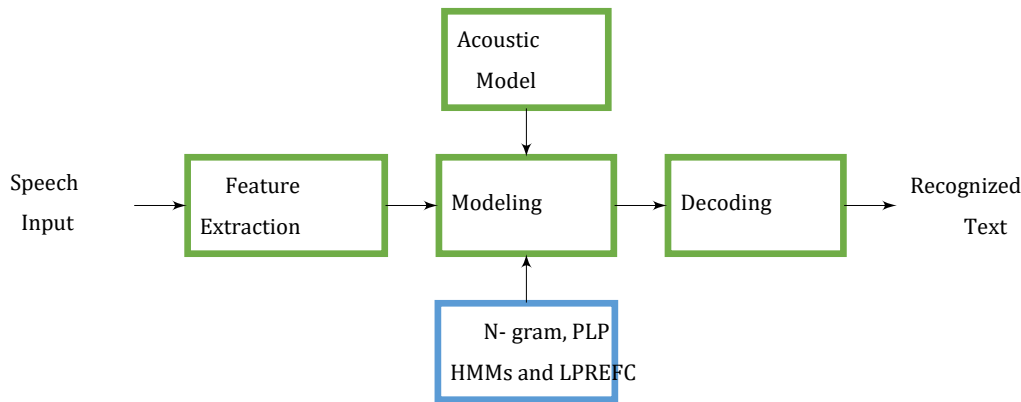 Acoustic
Model
Speech
Input
Feature
Extraction
Modeling
Decoding
Recognized
Text
N- gram, PLP
HMMs and LPREFC